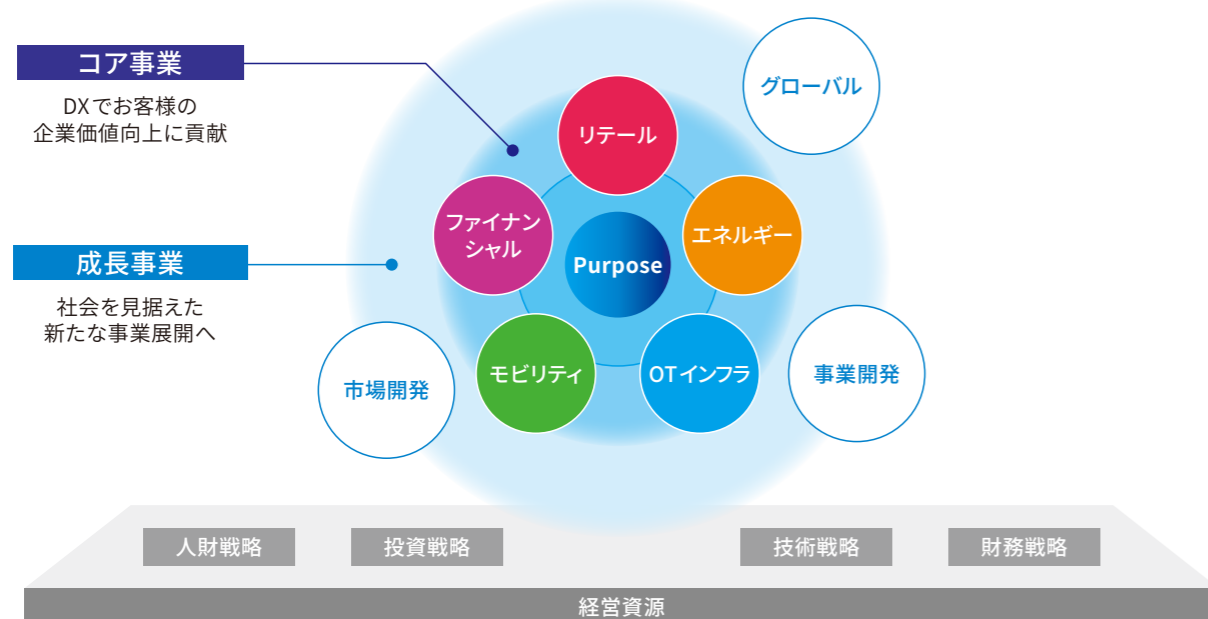 コア事業
DXでお客様の
企業価値向上に貢献
成長事業
社会を見据えた
新たな事業展開へ
グローバル
リテール
ファイナン
シャル
エネルギー
Purpose
モビリティ
OTインフラ
市場開発
事業開発
人財戦略
投資戦略
技術戦略
財務戦略
経営資源